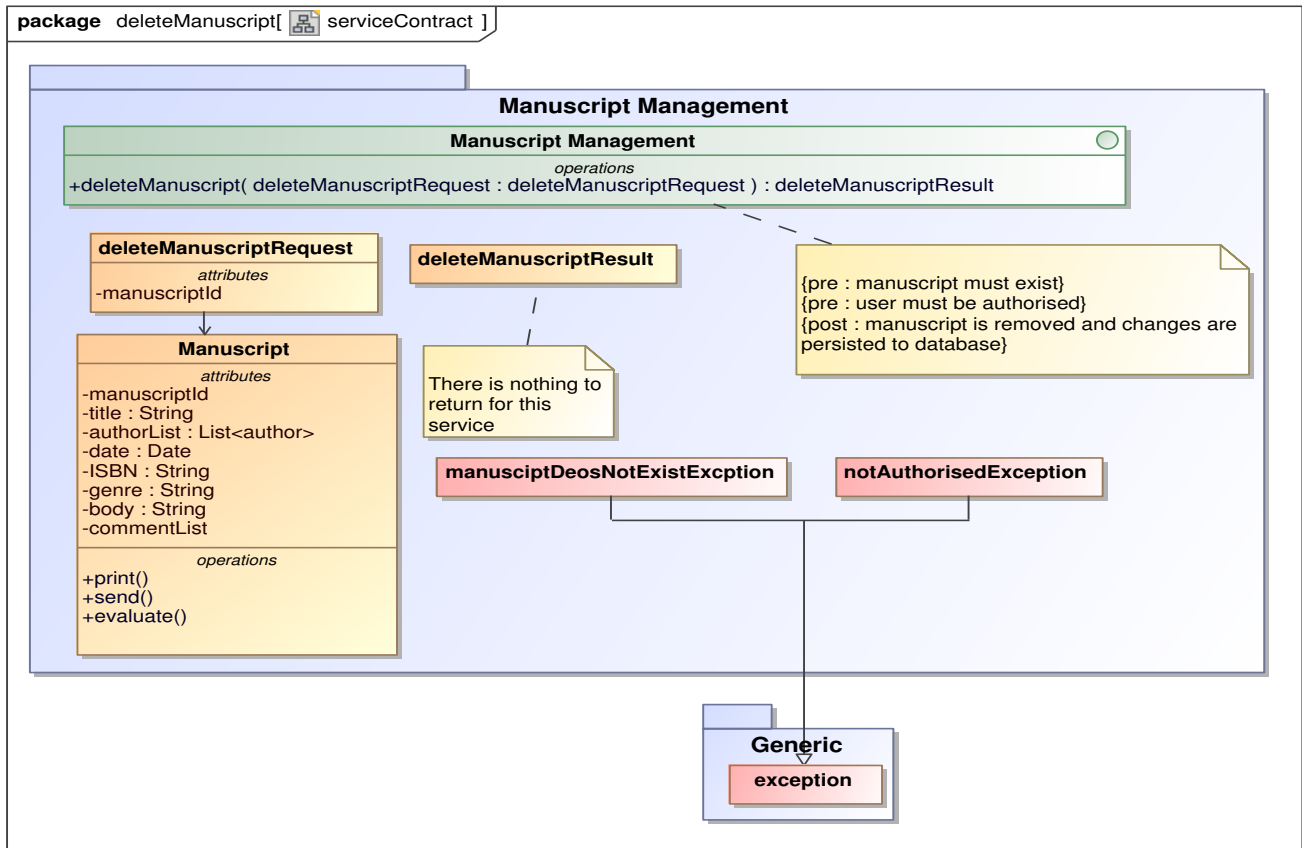 package deleteManuscript[ serviceContract ]
Manuscript Management
Manuscript Management
operations
+deleteManuscript( deleteManuscriptRequest : deleteManuscriptRequest ) : deleteManuscriptResult
deleteManuscriptRequest
attributes
-manuscriptId
deleteManuscriptResult
{pre : manuscript must exist}
{pre : user must be authorised}
{post : manuscript is removed and changes are
persisted to database}
Manuscript
attributes
-manuscriptId
-title : String
-authorList : List<author>
-date : Date
-ISBN : String
-genre : String
-body : String
-commentList
operations
+print()
+send()
+evaluate()
There is nothing to
return for this
service
manusciptDeosNotExistExcption
notAuthorisedException
Generic
exception